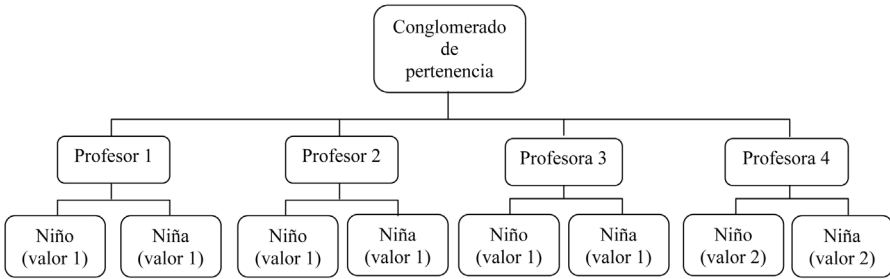 Conglomerado
de
pertenencia
Profesor 1
Profesor 2
Profesora 3
Profesora 4
Niño
(valor 1)
Niña
(valor 1)
Niño
(valor 1)
Niña
(valor 1)
Niño
(valor 1)
Niña
(valor 1)
Niño
(valor 2)
Niña
(valor 2)